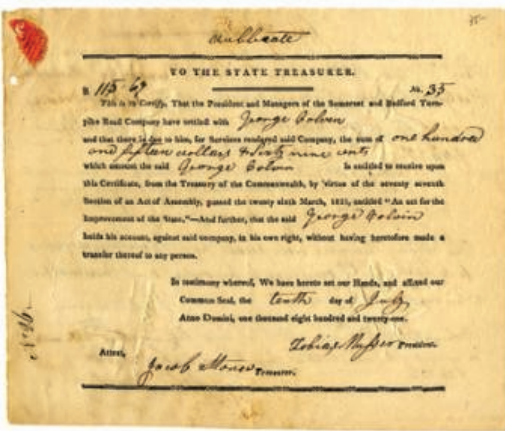 35-
Dubbcate
TO THE STATE TREASURER.
$ 115 69 No. 35
This is to Certify, That the President and Managers of the Somerset and Bedford Turn-
pike Road Company have settled with George Colvin
and that there is due to him, for Services rendered said Company, the sum of one hundred
and fifteen dollars & sixty nine cents
which amount the said George Colvin Is entitled to receive upon
this Certificate, from the Treasury of the Commonwealth, by virtue of the seventy seventh
Section of an Act of Assembly, passed the twenty sixth March, 1821, entitled "An act for the
Improvement of the State."—And further, that the said George Colvin
holds his account, against said company, in his own right, without having heretofore made a
transfer thereof to any person.
In testimony whereof, We have hereto set our Hands, and affixed our
Common Seal, the tenth day of July
Anno Domini, one thousand eight hundred and twenty-one.
Tobias Musser President.
Attest,
Jacob Stoner Treasurer.